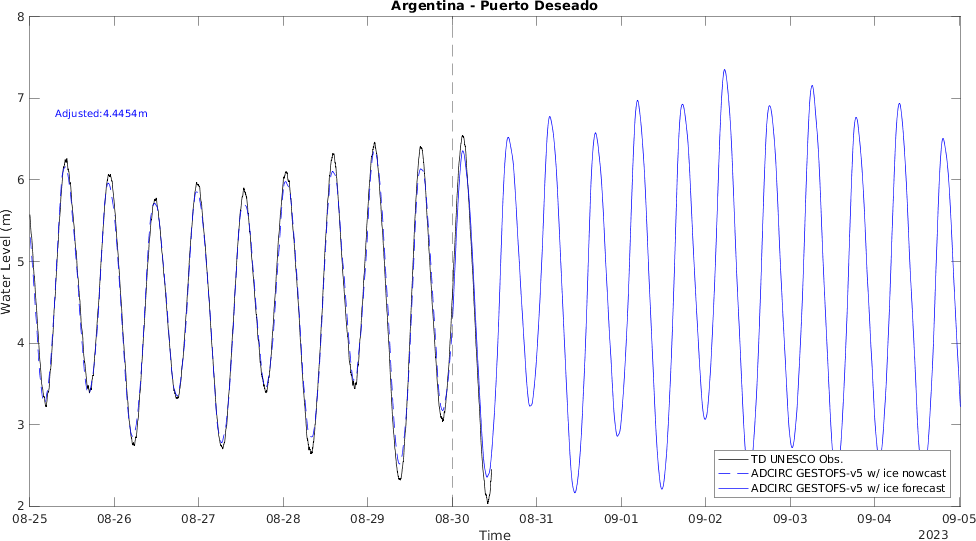 Argentina - Puerto Deseado
8
7
6
5
4
3
2
Water Level (m)
Adjusted:4.4454m
TD UNESCO Obs.
ADCIRC GESTOFS-v5 w/ ice nowcast
ADCIRC GESTOFS-v5 w/ ice forecast
08-25 08-26 08-27 08-28 08-29 08-30 08-31 09-01 09-02 09-03 09-04 09-05
Time
2023